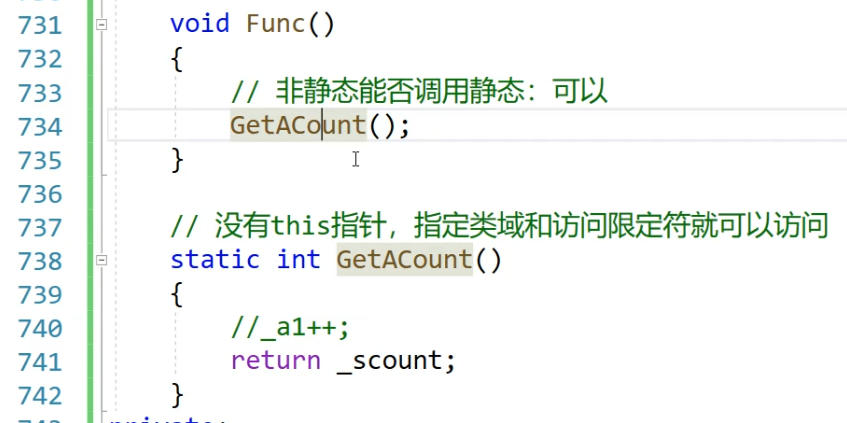 731 void Func()
732 {
733 // 非静态能否调用静态：可以
734 GetACount();
735 }
736
737 // 没有this指针，指定类域和访问限定符就可以访问
738 static int GetACount()
739 {
740 //_a1++;
741 return _scount;
742 }